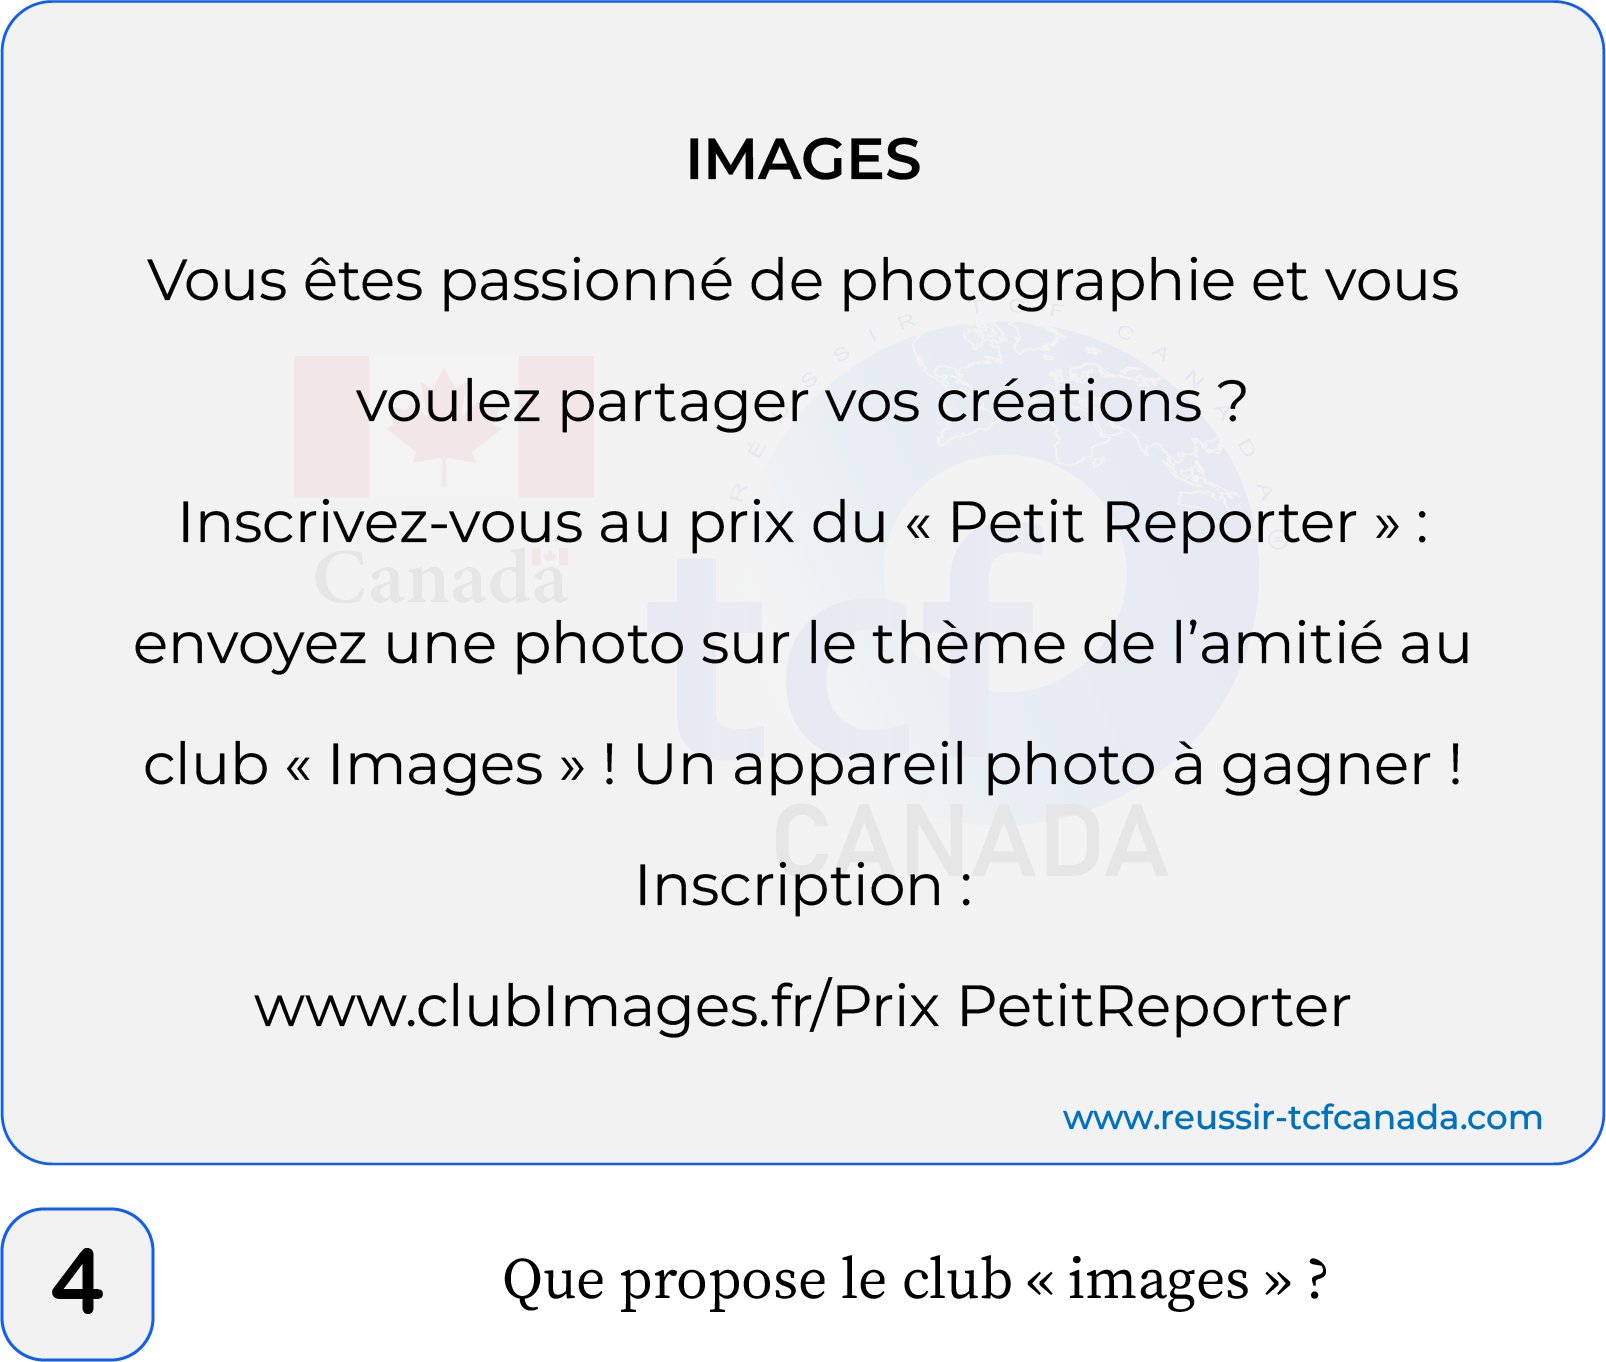 IMAGES
Vous êtes passionné de photographie et vous
voulez partager vos créations ?
Inscrivez-vous au prix du « Petit Reporter » :
envoyez une photo sur le thème de l’amitié au
club « Images » ! Un appareil photo à gagner !
Inscription :
www.clubImages.fr/Prix PetitReporter
RÉUSSIR TCF CANADA
Canada
tcf
CANADA
www.reussir-tcfcanada.com
4
Que propose le club « images » ?